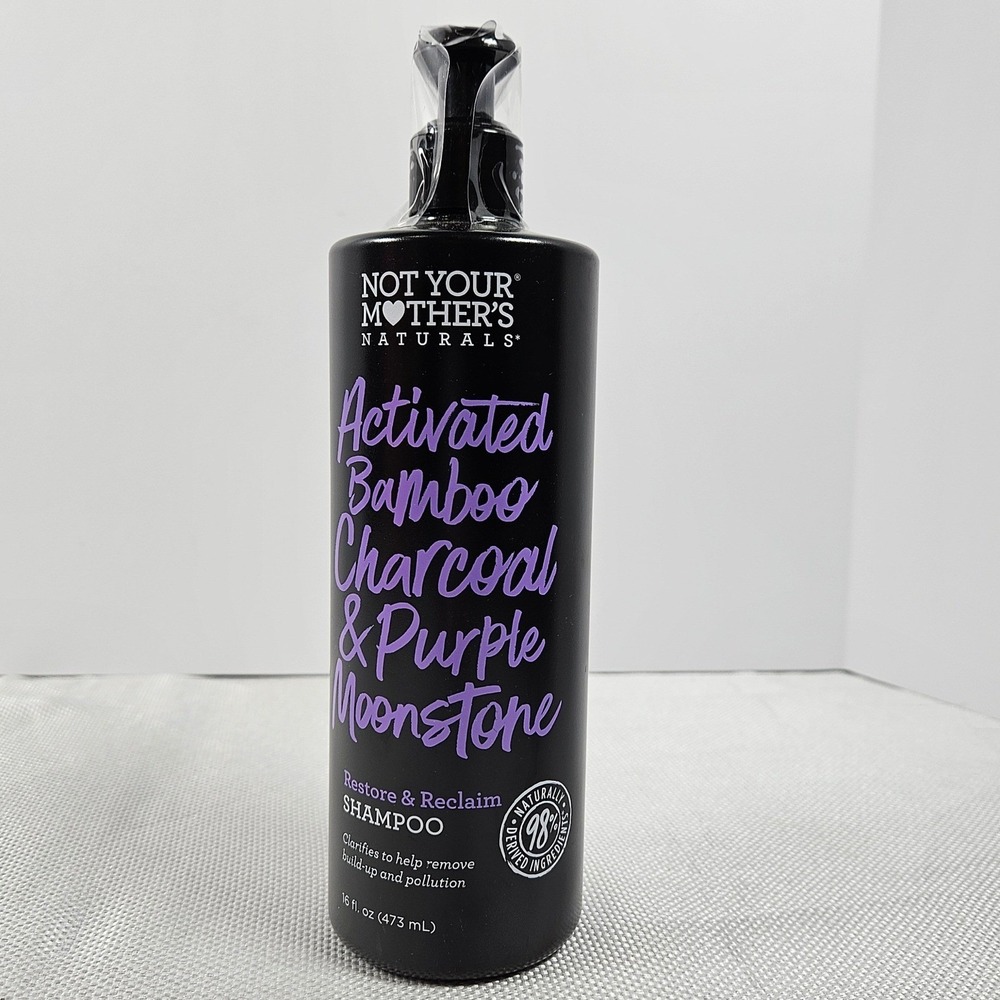 NOT YOUR®
M♥THER'S
NATURALS*
Activated
Bamboo
Charcoal
& Purple
Moonstone
Restore & Reclaim
SHAMPOO
Clarifies to help remove
build-up and pollution
16 fl. oz (473 mL)
• NATURALLY •
98%
DERIVED INGREDIENTS